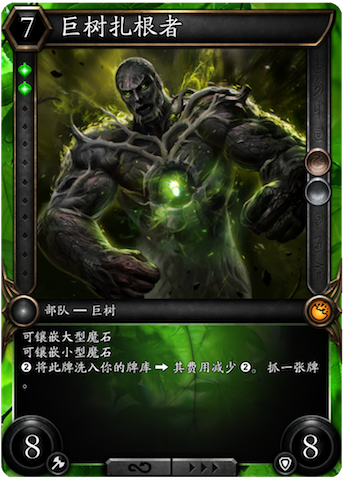 7 巨树扎根者
部队 — 巨树
可镶嵌大型魔石
可镶嵌小型魔石
❷ 将此牌洗入你的牌库 ➡ 其费用减少 ❷。 抓一张牌
。
8 8